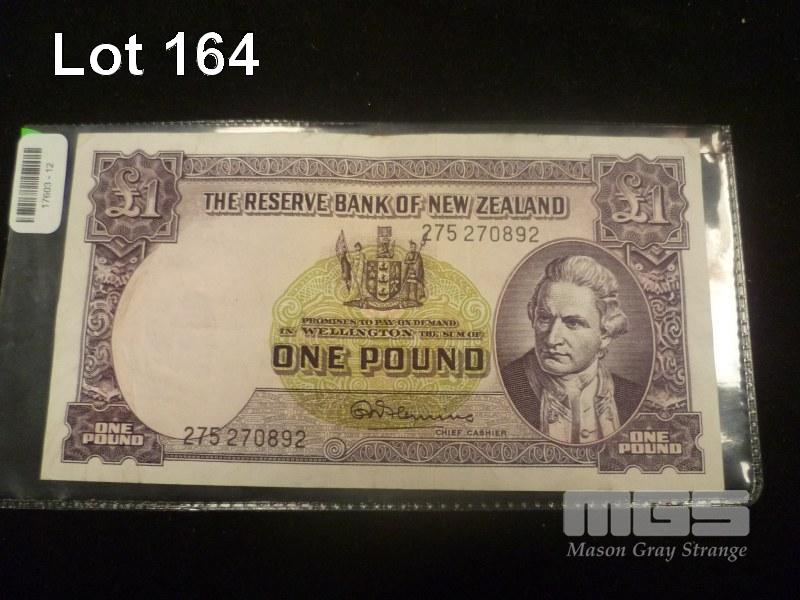 Lot 164
17603 - 12
£1
£1
THE RESERVE BANK OF NEW ZEALAND
275 270892
PROMISES TO PAY ON DEMAND
IN WELLINGTON THE SUM OF
ONE POUND
CHIEF CASHIER
275 270892
ONE
POUND
ONE
POUND
MGS
Mason Gray Strange